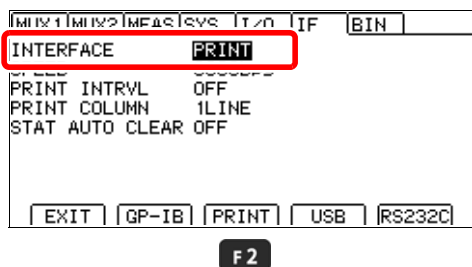 MUX1 MUX2 MEAS SYS I/O IF BIN
INTERFACE PRINT
PRINT INTRVL OFF
PRINT COLUMN 1LINE
STAT AUTO CLEAR OFF
EXIT GP-IB PRINT USB RS232C
F2